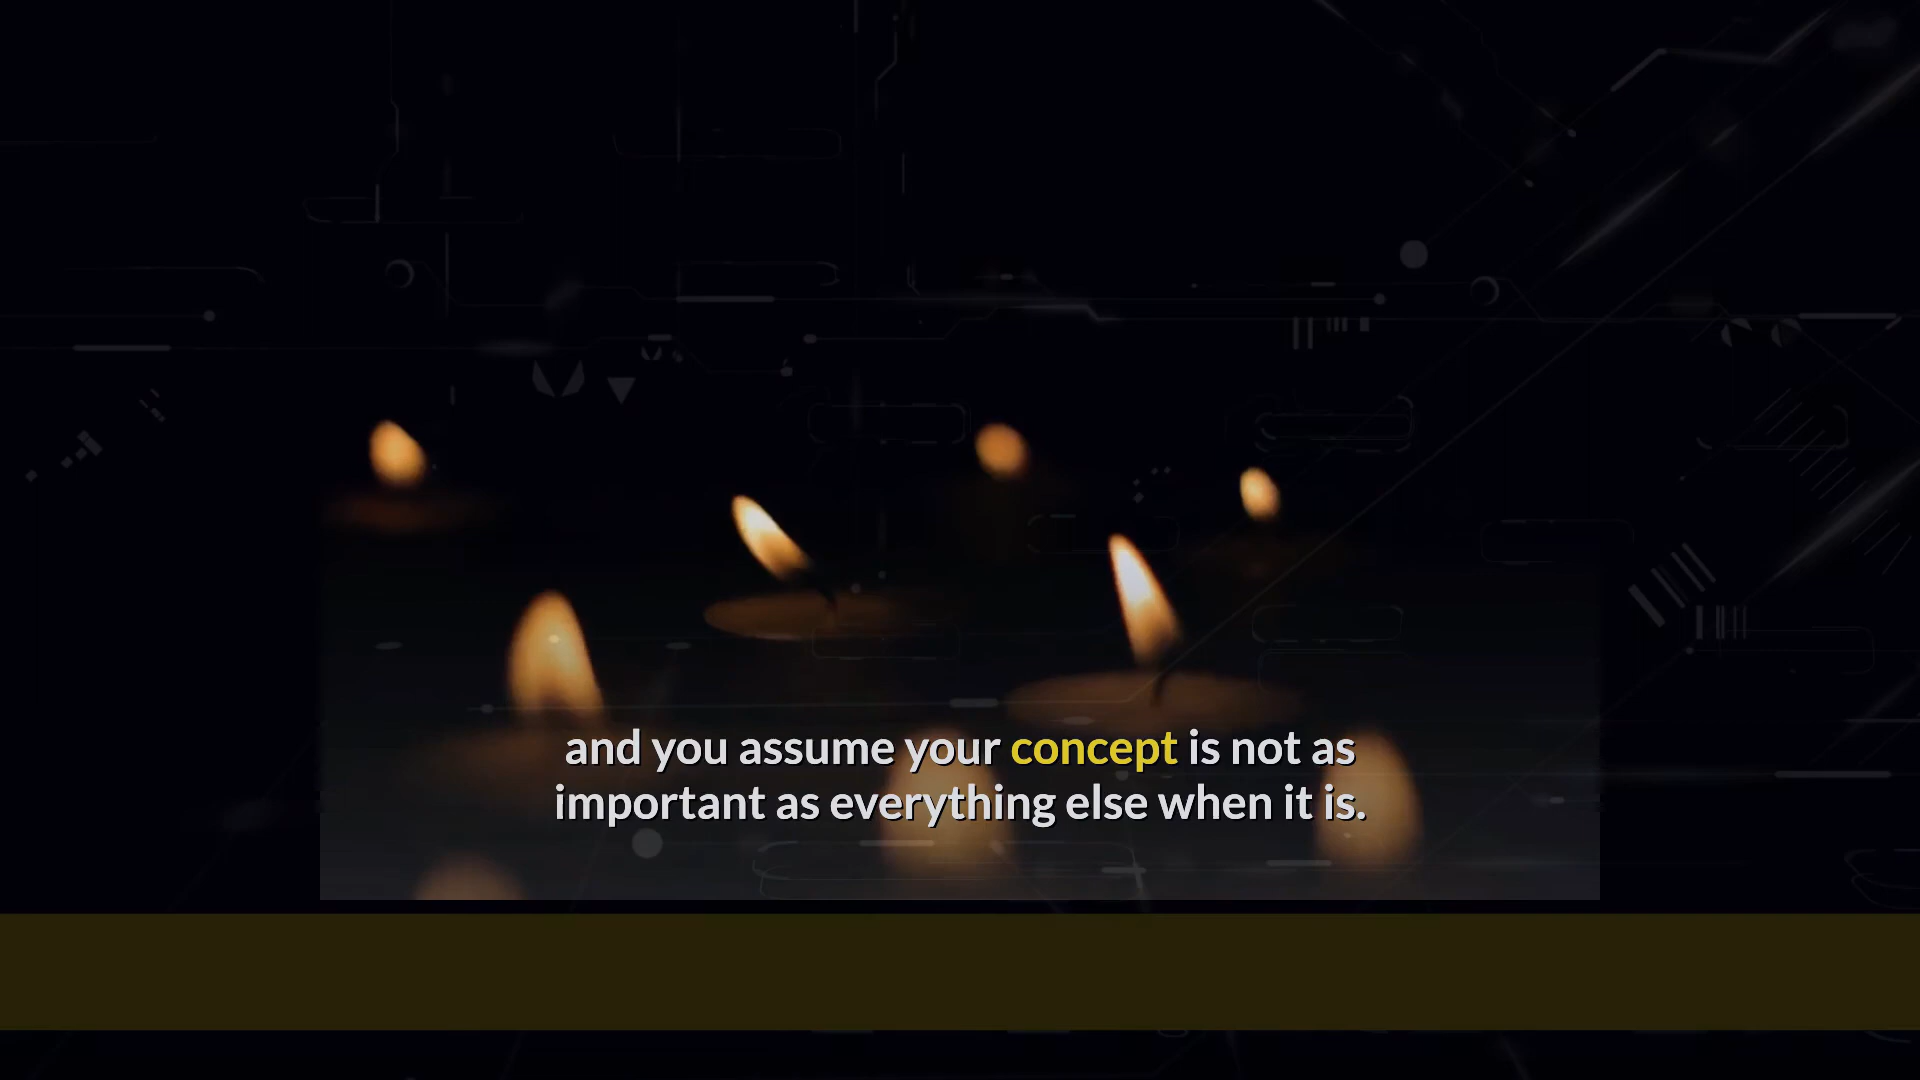 and you assume your concept is not as
important as everything else when it is.